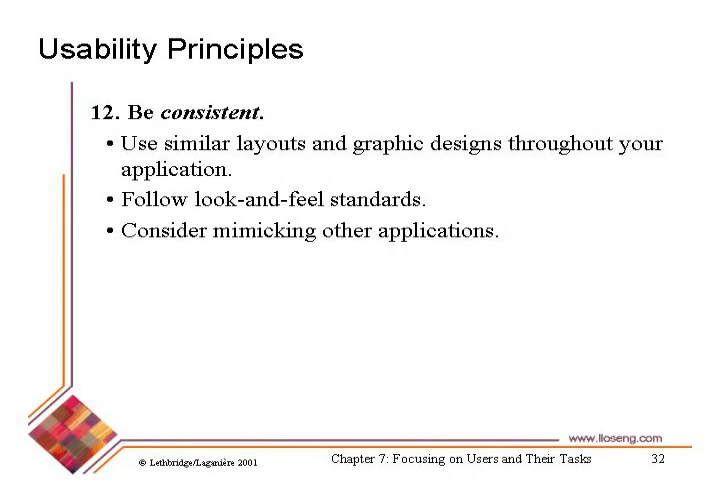 Usability Principles
12. Be consistent.
• Use similar layouts and graphic designs throughout your
application.
• Follow look-and-feel standards.
• Consider mimicking other applications.
www.lloseng.com
© Lethbridge/Laganière 2001
Chapter 7: Focusing on Users and Their Tasks
32